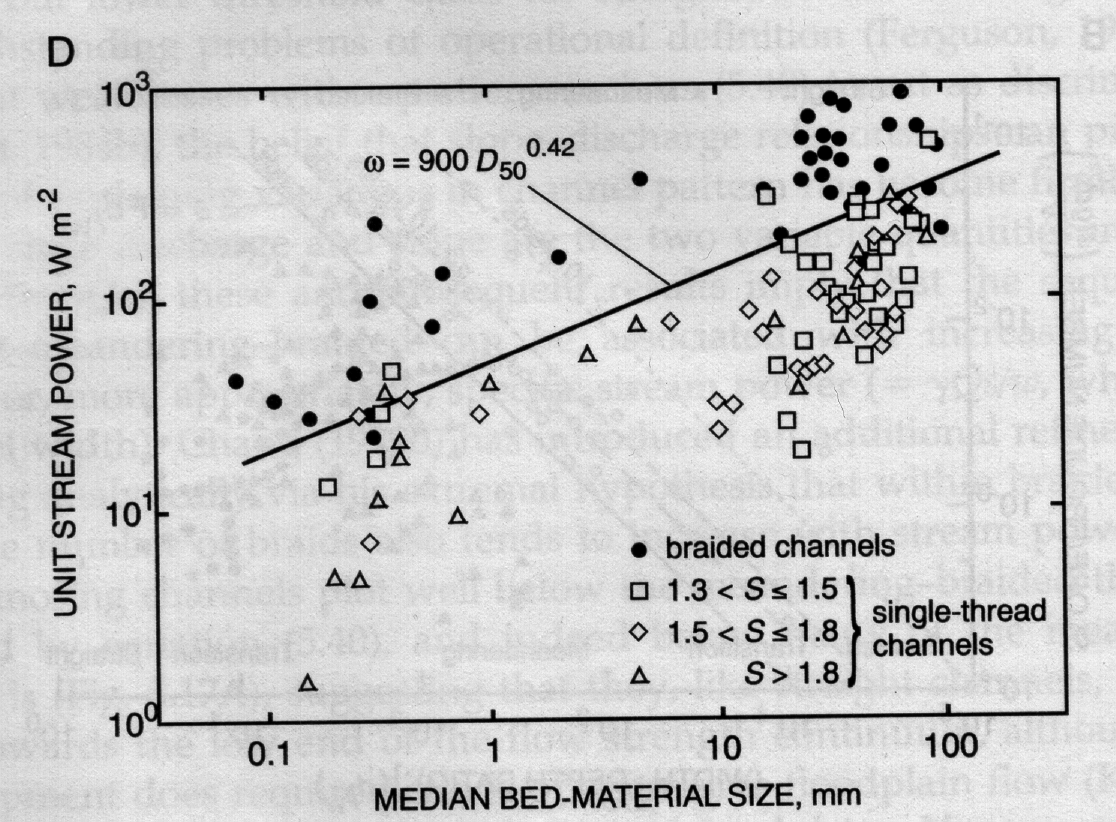 D
10³
ω = 900 D₅₀^0.42
10²
UNIT STREAM POWER, W m⁻²
10¹
braided channels
1.3 < S ≤ 1.5
1.5 < S ≤ 1.8
S > 1.8
single-thread
channels
10⁰
0.1 1 10 100
MEDIAN BED-MATERIAL SIZE, mm